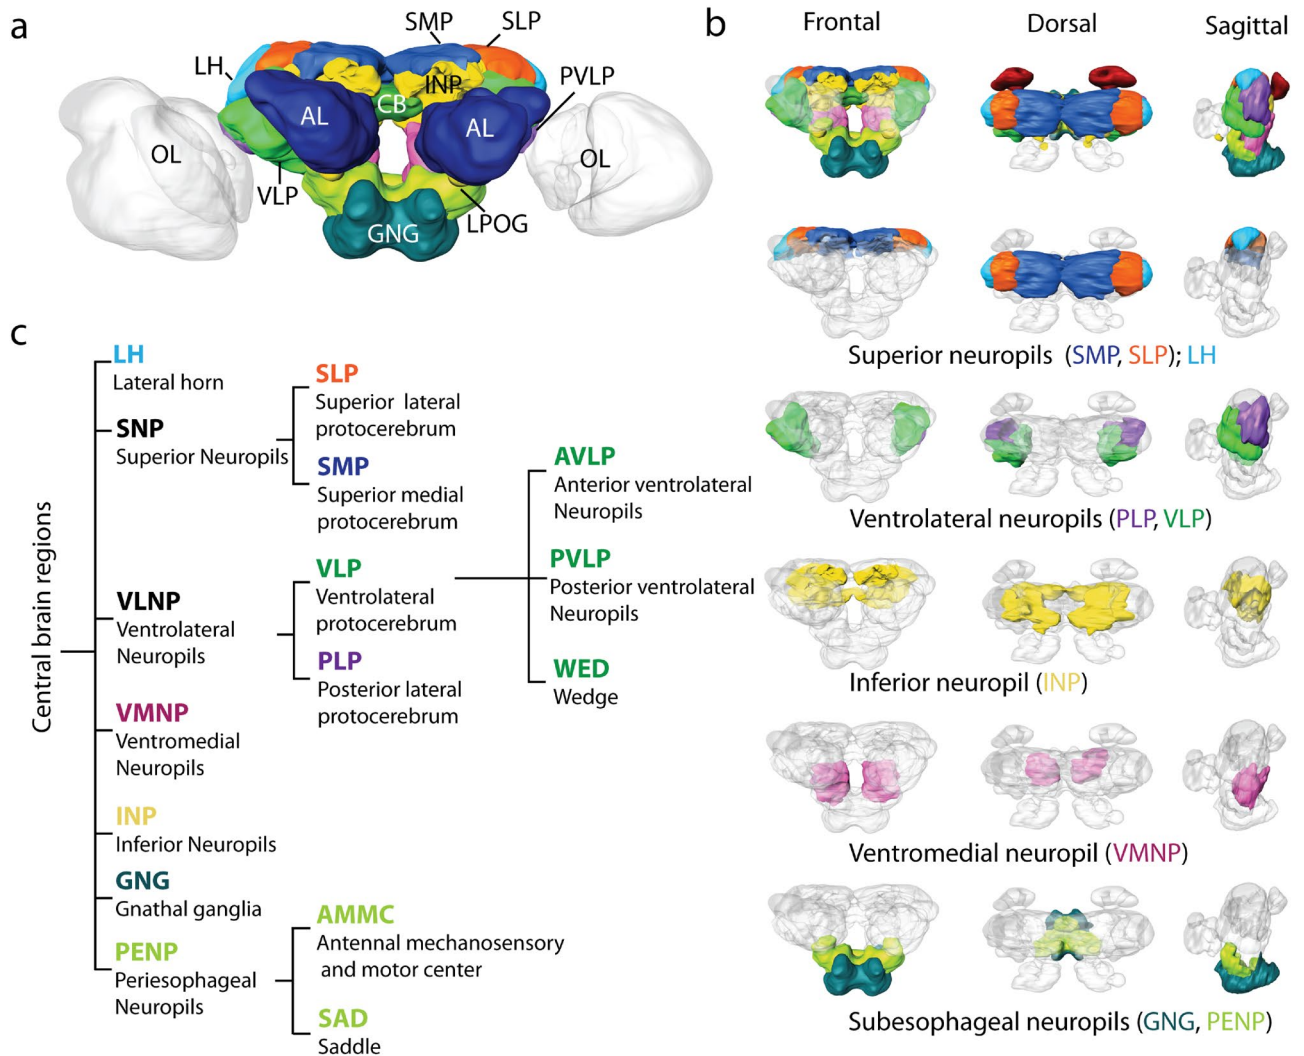 a
SMP
SLP
LH
INP
PVLP
CB
AL
AL
OL
OL
VLP
LPOG
GNG
b
Frontal
Dorsal
Sagittal
Superior neuropils (SMP, SLP); LH
Ventrolateral neuropils (PLP, VLP)
Inferior neuropil (INP)
Ventromedial neuropil (VMNP)
Subesophageal neuropils (GNG, PENP)
c
Central brain regions
LH
Lateral horn
SNP
Superior Neuropils
SLP
Superior lateral
protocerebrum
SMP
Superior medial
protocerebrum
VLNP
Ventrolateral
Neuropils
VLP
Ventrolateral
protocerebrum
PLP
Posterior lateral
protocerebrum
AVLP
Anterior ventrolateral
Neuropils
PVLP
Posterior ventrolateral
Neuropils
WED
Wedge
VMNP
Ventromedial
Neuropils
INP
Inferior Neuropils
GNG
Gnathal ganglia
PENP
Periesophageal
Neuropils
AMMC
Antennal mechanosensory
and motor center
SAD
Saddle